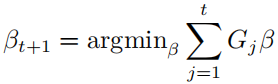 β_{t+1} = argmin_β ∑_{j=1}^{t} G_j β